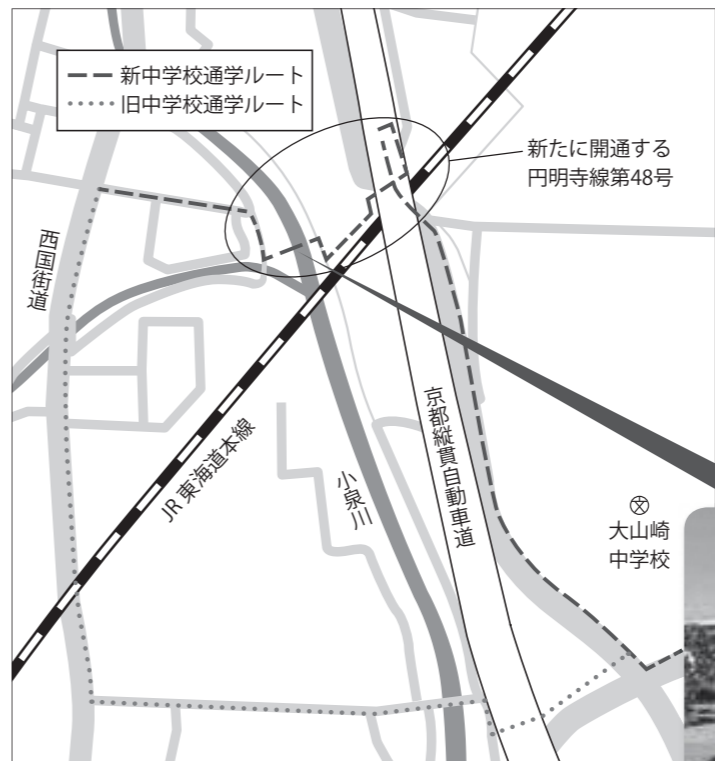 新中学校通学ルート
旧中学校通学ルート
新たに開通する
円明寺線第48号
西国街道
JR 東海道本線
小泉川
京都縦貫自動車道
大山崎
中学校